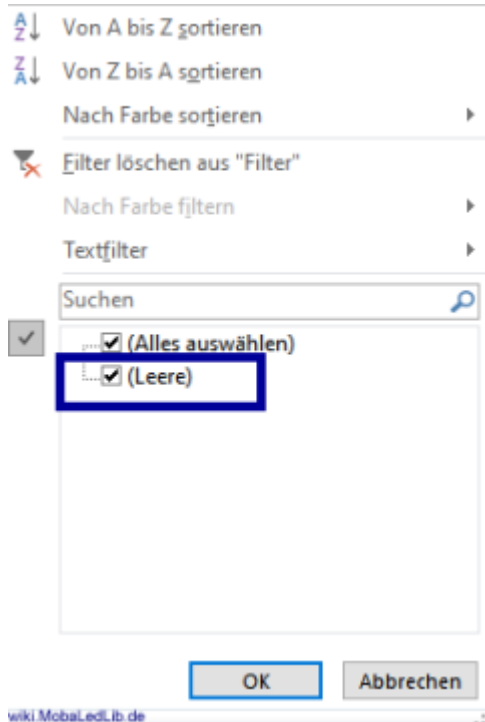 Von A bis Z sortieren
Von Z bis A sortieren
Nach Farbe sortieren
Filter löschen aus "Filter"
Nach Farbe filtern
Textfilter
Suchen
(Alles auswählen)
(Leere)
OK Abbrechen
wiki.MobaLedLib.de